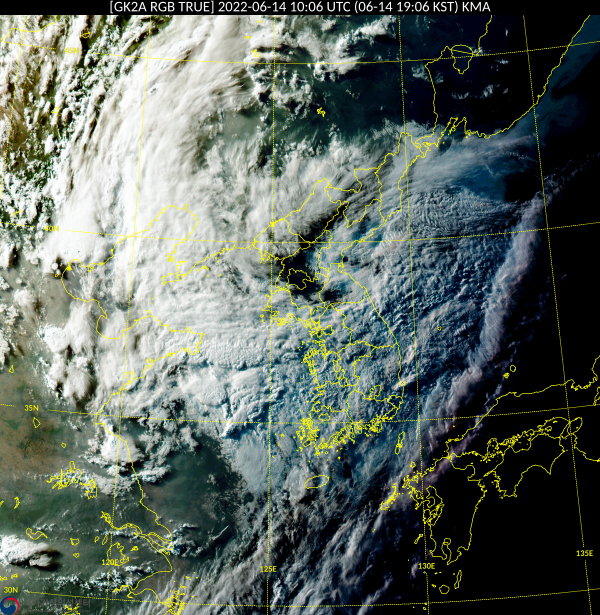 [GK2A RGB TRUE] 2022-06-14 10:06 UTC (06-14 19:06 KST) KMA
35N
120E
125E
130E
135E
30N